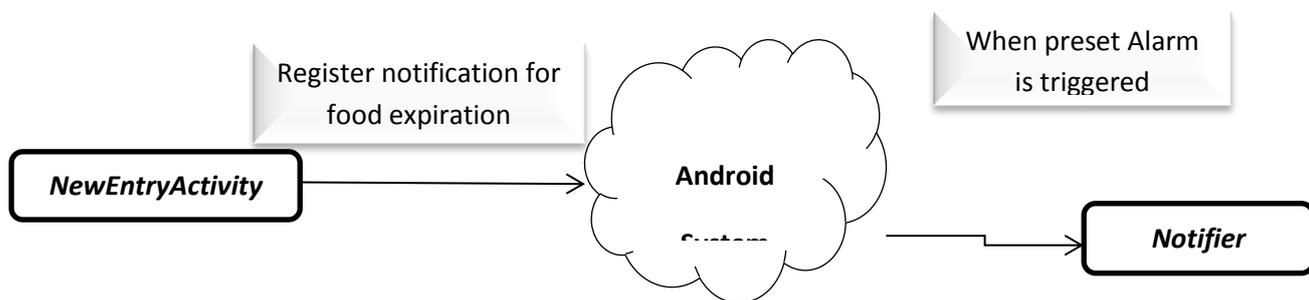 Register notification for
food expiration
When preset Alarm
is triggered
NewEntryActivity
Android
Notifier